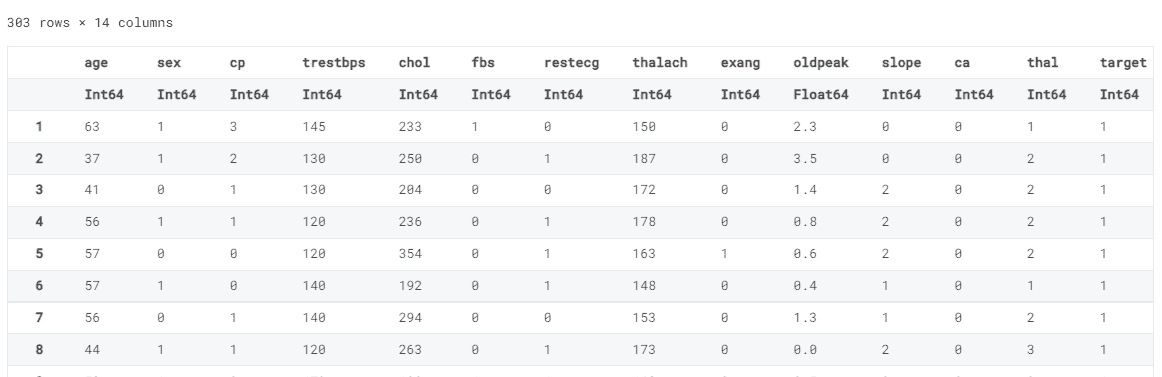 303 rows × 14 columns
age sex cp trestbps chol fbs restecg thalach exang oldpeak slope ca thal target
Int64 Int64 Int64 Int64 Int64 Int64 Int64 Int64 Int64 Float64 Int64 Int64 Int64 Int64
1 63 1 3 145 233 1 0 150 0 2.3 0 0 1 1
2 37 1 2 130 250 0 1 187 0 3.5 0 0 2 1
3 41 0 1 130 204 0 0 172 0 1.4 2 0 2 1
4 56 1 1 120 236 0 1 178 0 0.8 2 0 2 1
5 57 0 0 120 354 0 1 163 1 0.6 2 0 2 1
6 57 1 0 140 192 0 1 148 0 0.4 1 0 1 1
7 56 0 1 140 294 0 0 153 0 1.3 1 0 2 1
8 44 1 1 120 263 0 1 173 0 0.0 2 0 3 1